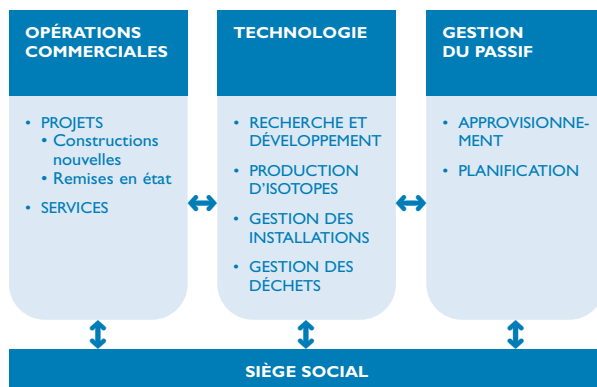 OPÉRATIONS
COMMERCIALES
• PROJETS
• Constructions
nouvelles
• Remises en état
• SERVICES
TECHNOLOGIE
• RECHERCHE ET
DÉVELOPPEMENT
• PRODUCTION
D'ISOTOPES
• GESTION DES
INSTALLATIONS
• GESTION DES
DÉCHETS
GESTION
DU PASSIF
• APPROVISIONNE-
MENT
• PLANIFICATION
SIÈGE SOCIAL